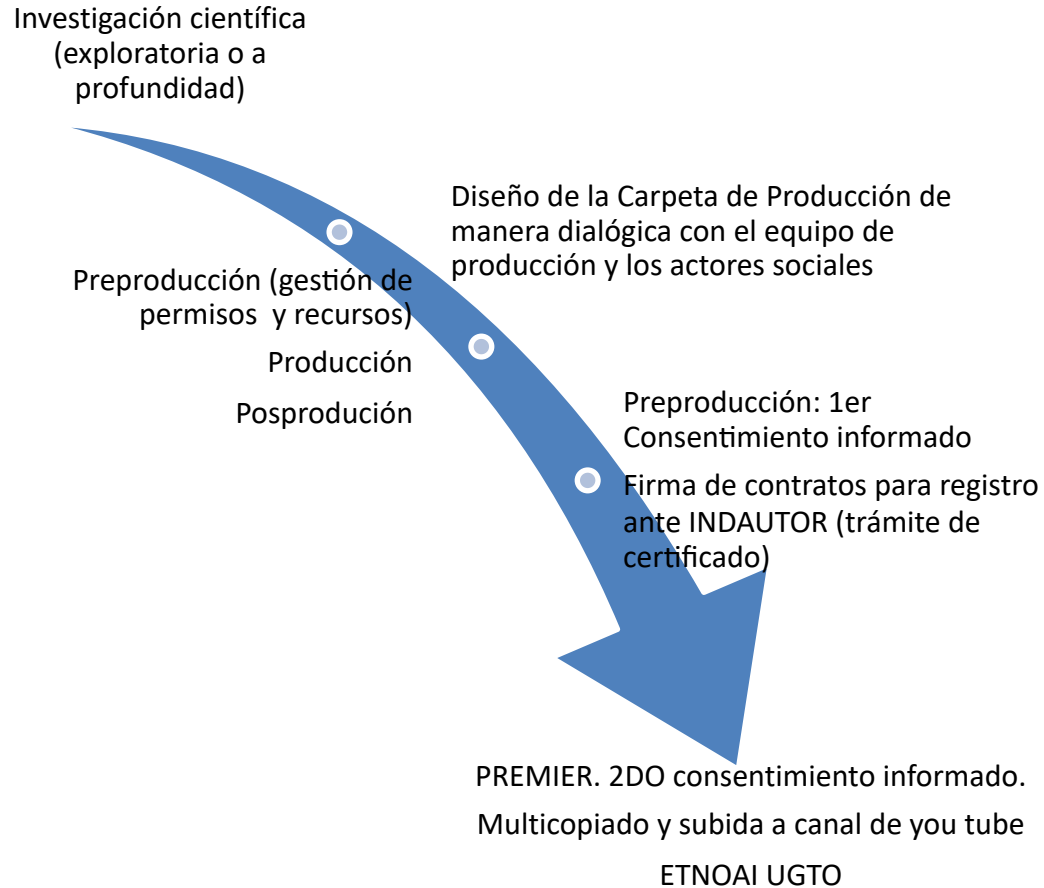 Investigación científica
(exploratoria o a
profundidad)
Diseño de la Carpeta de Producción de
manera dialógica con el equipo de
producción y los actores sociales
Preproducción (gestión de
permisos y recursos)
Producción
Posprodución
Preproducción: 1er
Consentimiento informado
Firma de contratos para registro
ante INDAUTOR (trámite de
certificado)
PREMIER. 2DO consentimiento informado.
Multicopiado y subida a canal de you tube
ETNOAI UGTO